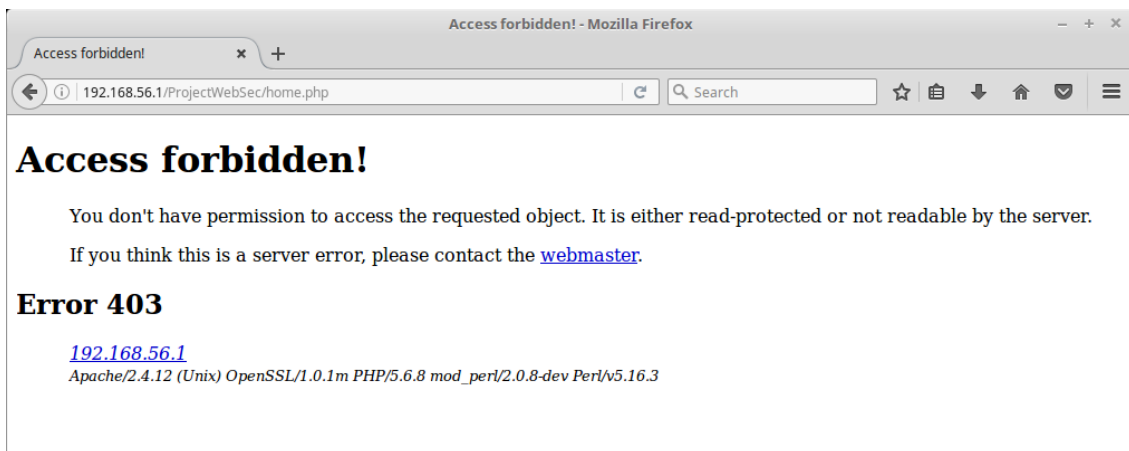 Access forbidden! - Mozilla Firefox
Access forbidden!
192.168.56.1/ProjectWebSec/home.php
Search
Access forbidden!
You don't have permission to access the requested object. It is either read-protected or not readable by the server.
If you think this is a server error, please contact the webmaster.
Error 403
192.168.56.1
Apache/2.4.12 (Unix) OpenSSL/1.0.1m PHP/5.6.8 mod_perl/2.0.8-dev Perl/v5.16.3